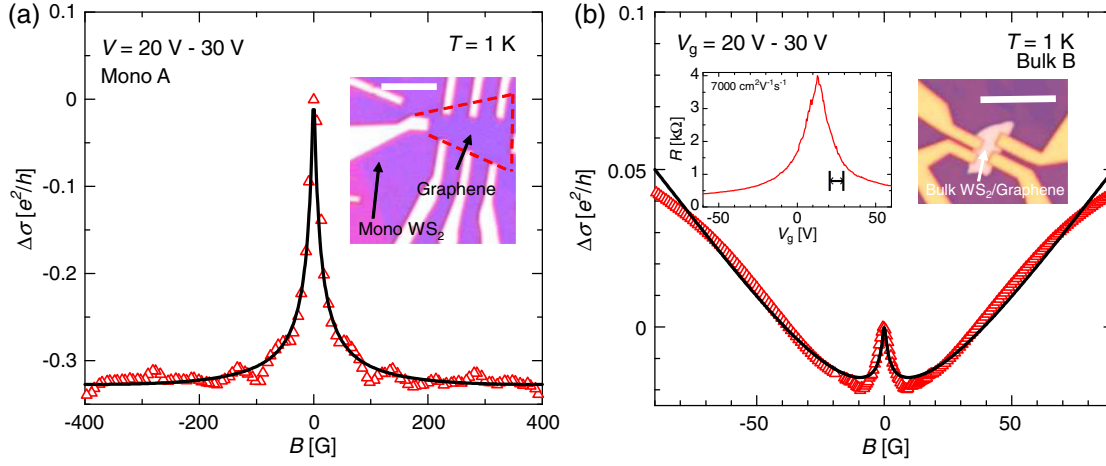 (a)
V = 20 V - 30 V
T = 1 K
Mono A
Graphene
Mono WS₂
0.1
0
-0.1
-0.2
-0.3
Δσ [e²/h]
-400
-200
0
200
400
B [G]
(b)
V_g = 20 V - 30 V
T = 1 K
Bulk B
7000 cm²V⁻¹s⁻¹
4
3
2
1
0
R [kΩ]
-50
0
50
V_g [V]
Bulk WS₂/Graphene
0.1
0.05
0
Δσ [e²/h]
-50
0
50
B [G]